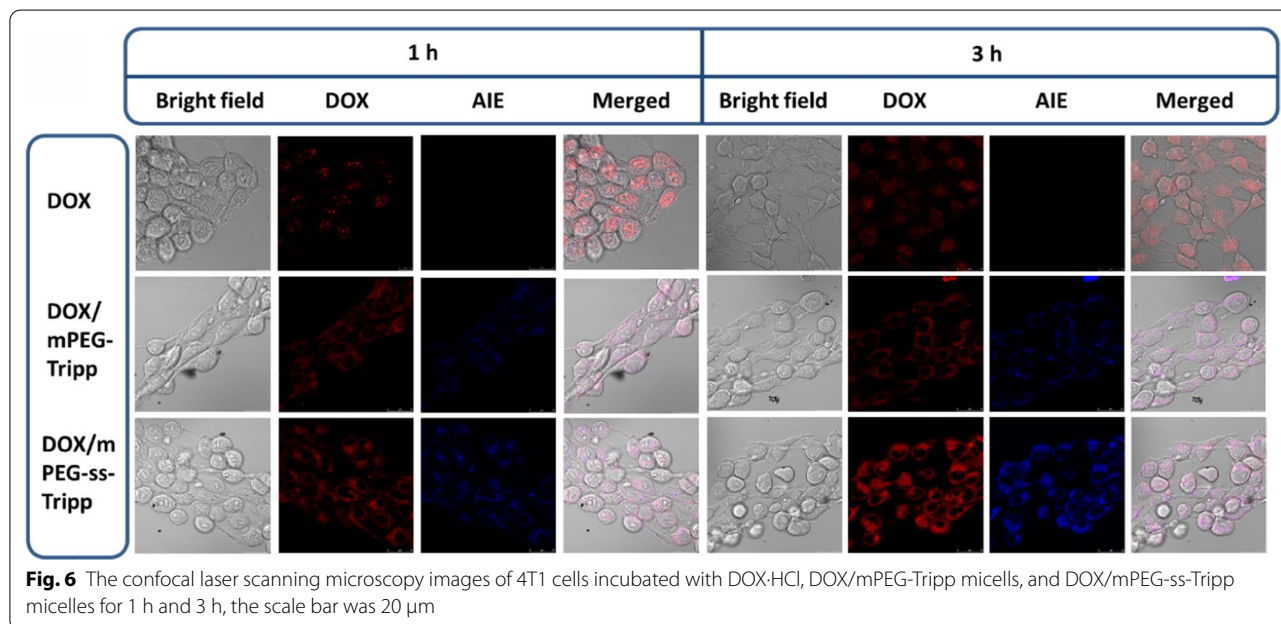 1 h 3 h
Bright field DOX AIE Merged Bright field DOX AIE Merged
DOX
DOX/
mPEG-
Tripp
DOX/m
PEG-ss-
Tripp
Fig. 6 The confocal laser scanning microscopy images of 4T1 cells incubated with DOX·HCl, DOX/mPEG-Tripp micells, and DOX/mPEG-ss-Tripp
micelles for 1 h and 3 h, the scale bar was 20 μm